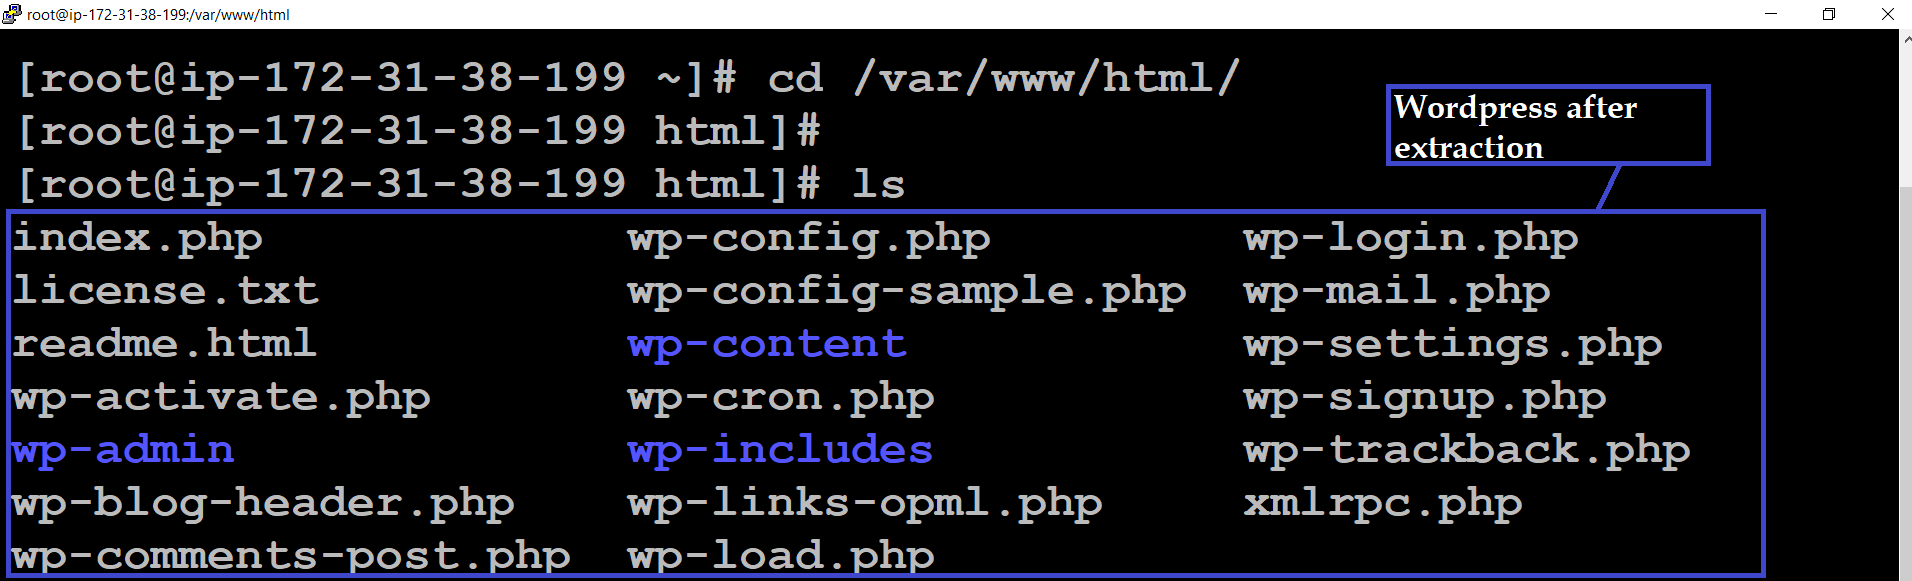 root@ip-172-31-38-199:/var/www/html
[root@ip-172-31-38-199 ~]# cd /var/www/html/
[root@ip-172-31-38-199 html]#
[root@ip-172-31-38-199 html]# ls
Wordpress after
extraction
index.php wp-config.php wp-login.php
license.txt wp-config-sample.php wp-mail.php
readme.html wp-content wp-settings.php
wp-activate.php wp-cron.php wp-signup.php
wp-admin wp-includes wp-trackback.php
wp-blog-header.php wp-links-opml.php xmlrpc.php
wp-comments-post.php wp-load.php